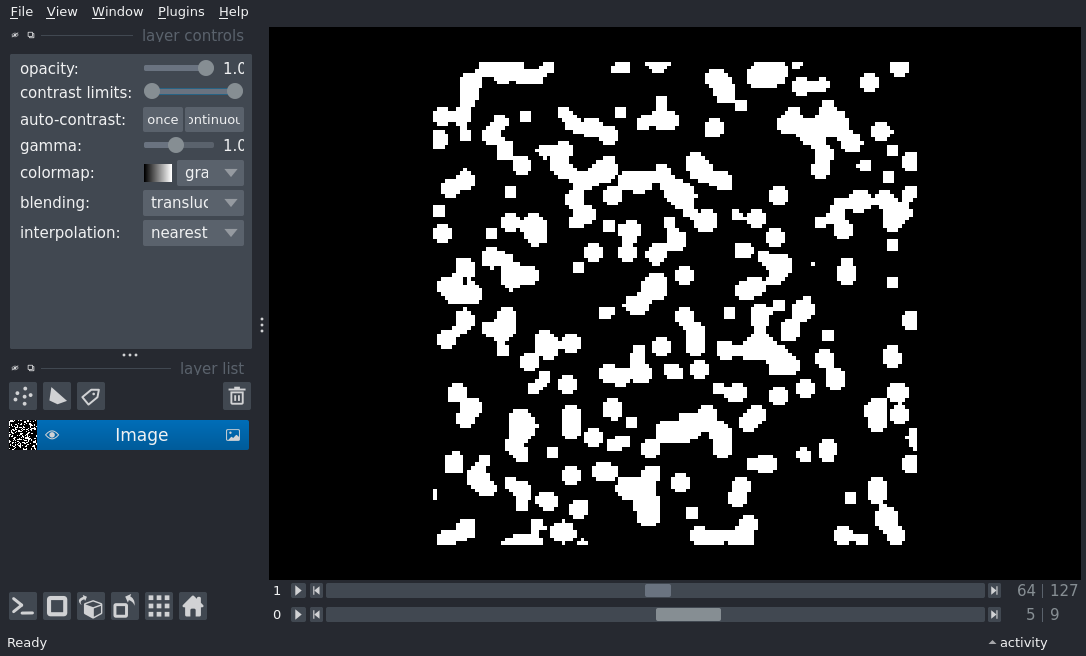 File View Window Plugins Help
layer controls
opacity: 1.0
contrast limits:
auto-contrast: once ontinuou
gamma: 1.0
colormap: gra
blending: transluc
interpolation: nearest
layer list
Image
1 64 127
0 5 9
Ready activity